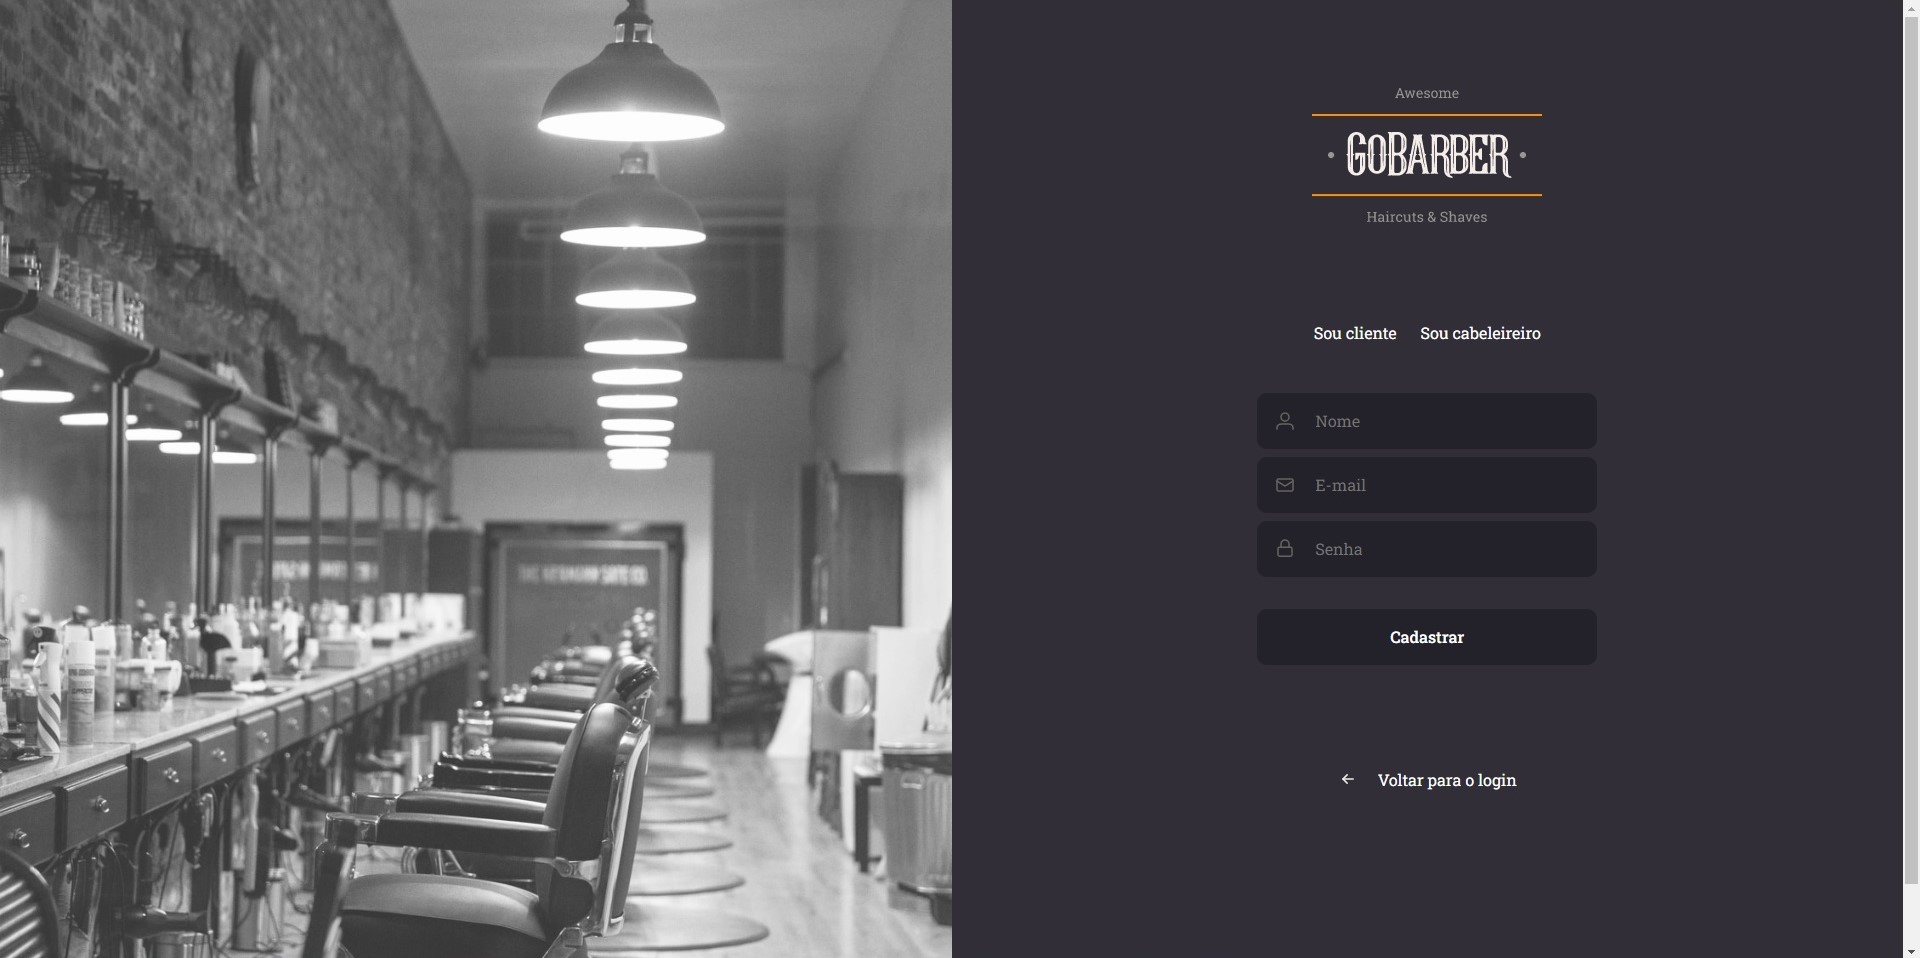 Awesome
GOBARBER
Haircuts & Shaves
Sou cliente
Sou cabeleireiro
Nome
E-mail
Senha
Cadastrar
Voltar para o login